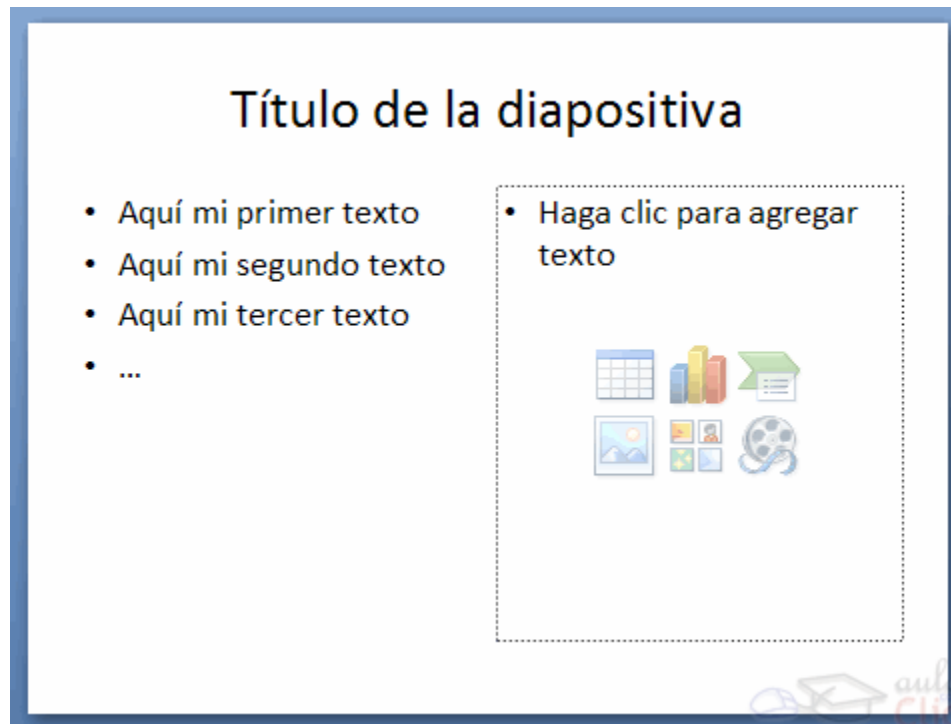 Título de la diapositiva
• Aquí mi primer texto
• Aquí mi segundo texto
• Aquí mi tercer texto
• ...
• Haga clic para agregar
texto